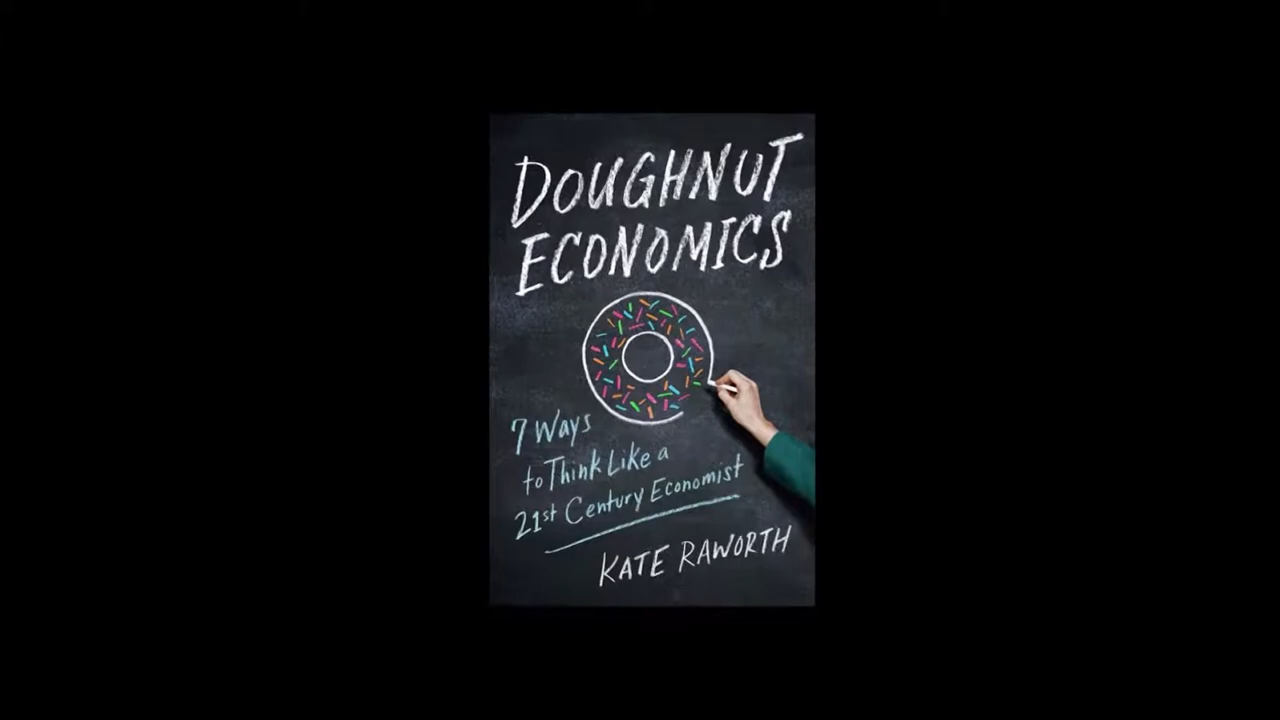 DOUGHNUT
ECONOMICS
7 Ways
to Think Like a
21st Century Economist
KATE RAWORTH